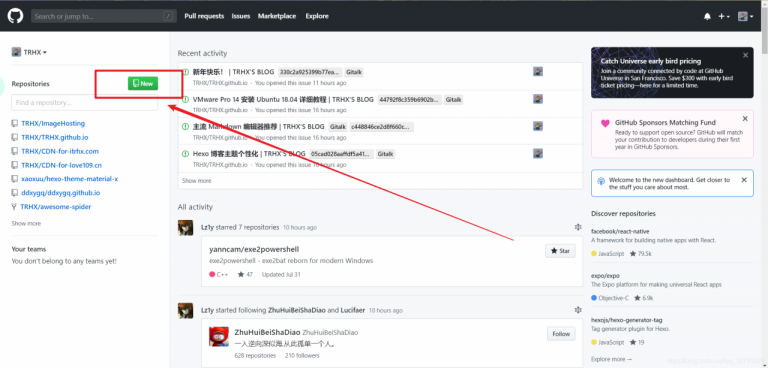 Search or jump to...
/
Pull requests
Issues
Marketplace
Explore
TRHX
Repositories
New
Find a repository...
TRHX/ImageHosting
TRHX/TRHX.github.io
TRHX/CDN-for-itrhx.com
TRHX/CDN-for-love109.cn
xaoxuu/hexo-theme-material-x
ddxygq/ddxygq.github.io
TRHX/awesome-spider
Show more
Your teams
You don't belong to any teams yet!
Recent activity
新年快乐！ | TRHX'S BLOG 330c2a925399b77ea... Gitalk
TRHX/TRHX.github.io You opened this issue 11 hours ago
VMware Pro 14 安装 Ubuntu 18.04 详细教程 | TRHX'S BLOG 44792f8c359b6902b... Gitalk
TRHX/TRHX.github.io You opened this issue 16 hours ago
主流 Markdown 编辑器推荐 | TRHX'S BLOG c448846ce2d8f660c... Gitalk
TRHX/TRHX.github.io You opened this issue 16 hours ago
Hexo 博客主题个性化 | TRHX'S BLOG 05cad028aaffdf5a41... Gitalk
TRHX/TRHX.github.io You opened this issue 16 hours ago
Show more
All activity
Lz1y starred 7 repositories 10 hours ago
yanncam/exe2powershell
Star
exe2powershell - exe2bat reborn for modern Windows
C++ 47 Updated Jul 31
Lz1y started following ZhuHuiBeiShaDiao and Lucifaer 10 hours ago
ZhuHuiBeiShaDiao ZhuHuiBeiShaDiao
Follow
一入逆向深似海,从此孤单一个人。
628 repositories 210 followers
Catch Universe early bird pricing
Join a community connected by code at GitHub
Universe in San Francisco. Save $300 with early bird
ticket pricing—here for a limited time.
GitHub Sponsors Matching Fund
Ready to support open source? GitHub will match
your contribution to developers during their first
year in GitHub Sponsors.
Welcome to the new dashboard. Get closer to
the stuff you care about most.
Discover repositories
facebook/react-native
A framework for building native apps with React.
JavaScript 79.5k
expo/expo
The Expo platform for making universal React apps
Objective-C 6.9k
hexojs/hexo-generator-tag
Tag generator plugin for Hexo.
JavaScript 19
Explore more →